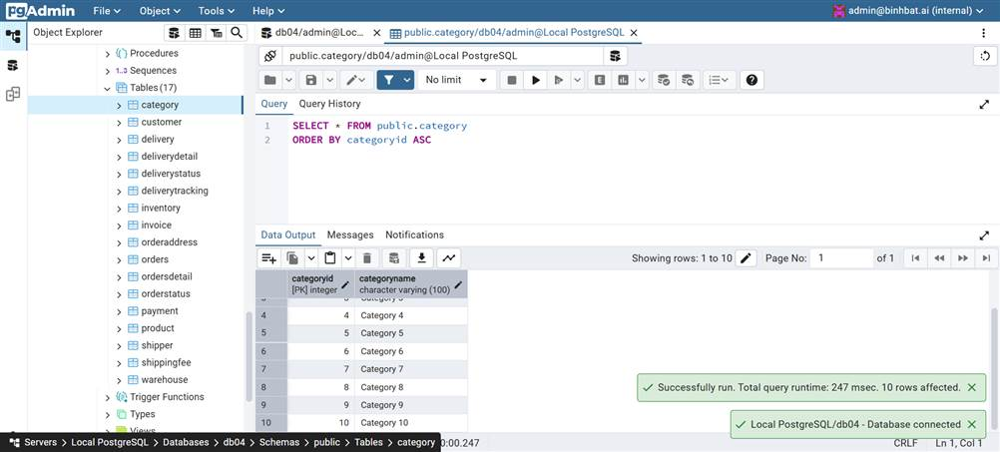 pgAdmin File Object Tools Help admin@binhbat.ai (internal)
Object Explorer
db04/admin@Loc... public.category/db04/admin@Local PostgreSQL
public.category/db04/admin@Local PostgreSQL
No limit
Query Query History
1 SELECT * FROM public.category
2 ORDER BY categoryid ASC
Procedures
1..3 Sequences
Tables (17)
category
customer
delivery
deliverydetail
deliverystatus
deliverytracking
inventory
invoice
orderaddress
orders
ordersdetail
orderstatus
payment
product
shipper
shippingfee
warehouse
Trigger Functions
Types
Views
Data Output Messages Notifications
Showing rows: 1 to 10 Page No: 1 of 1
categoryid
[PK] integer
categoryname
character varying (100)
4 4 Category 4
5 5 Category 5
6 6 Category 6
7 7 Category 7
8 8 Category 8
9 9 Category 9
10 10 Category 10
Successfully run. Total query runtime: 247 msec. 10 rows affected.
Local PostgreSQL/db04 - Database connected
Servers > Local PostgreSQL > Databases > db04 > Schemas > public > Tables > category
0:00.247
CRLF Ln 1, Col 1